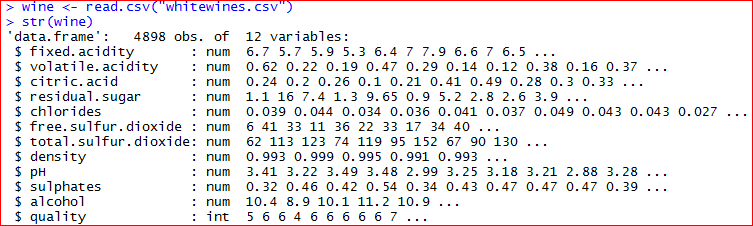 > wine <- read.csv("whitewines.csv")
> str(wine)
'data.frame':   4898 obs. of  12 variables:
 $ fixed.acidity       : num  6.7 5.7 5.9 5.3 6.4 7 7.9 6.6 7 6.5 ...
 $ volatile.acidity    : num  0.62 0.22 0.19 0.47 0.29 0.14 0.12 0.38 0.16 0.37 ...
 $ citric.acid         : num  0.24 0.2 0.26 0.1 0.21 0.41 0.49 0.28 0.3 0.33 ...
 $ residual.sugar      : num  1.1 16 7.4 1.3 9.65 0.9 5.2 2.8 2.6 3.9 ...
 $ chlorides           : num  0.039 0.044 0.034 0.036 0.041 0.037 0.049 0.043 0.043 0.027 ...
 $ free.sulfur.dioxide : num  6 41 33 11 36 22 33 17 34 40 ...
 $ total.sulfur.dioxide: num  62 113 123 74 119 95 152 67 90 130 ...
 $ density             : num  0.993 0.999 0.995 0.991 0.993 ...
 $ pH                  : num  3.41 3.22 3.49 3.48 2.99 3.25 3.18 3.21 2.88 3.28 ...
 $ sulphates           : num  0.32 0.46 0.42 0.54 0.34 0.43 0.47 0.47 0.47 0.39 ...
 $ alcohol             : num  10.4 8.9 10.1 11.2 10.9 ...
 $ quality             : int  5 6 6 4 6 6 6 6 6 7 ...